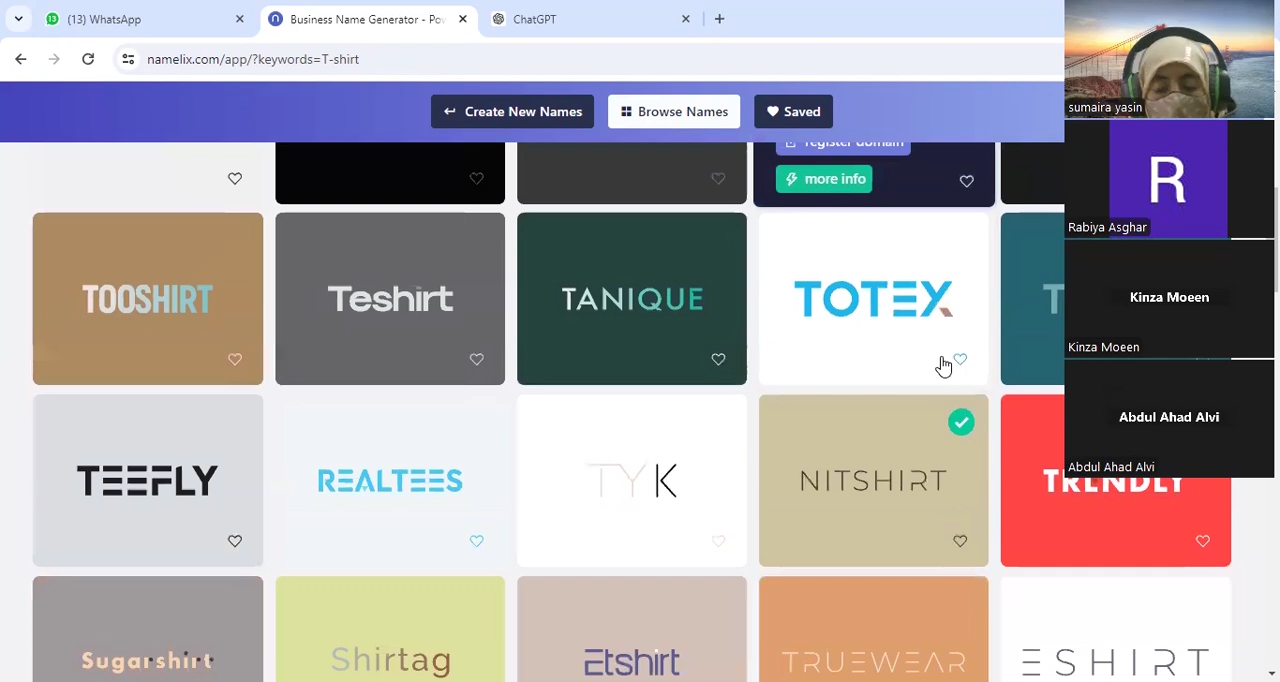 (13) WhatsApp
Business Name Generator - Pow
ChatGPT
namelix.com/app/?keywords=T-shirt
Create New Names
Browse Names
Saved
register domain
more info
TOOSHIRT
Teshirt
TANIQUE
TOTEX
T
TEEFLY
REALTEES
TYK
NITSHIRT
TRENDLY
Sugarshirt
Shirtag
Etshirt
TRUEWEAR
ESHIRT
sumaira yasin
R
Rabiya Asghar
Kinza Moeen
Kinza Moeen
Abdul Ahad Alvi
Abdul Ahad Alvi